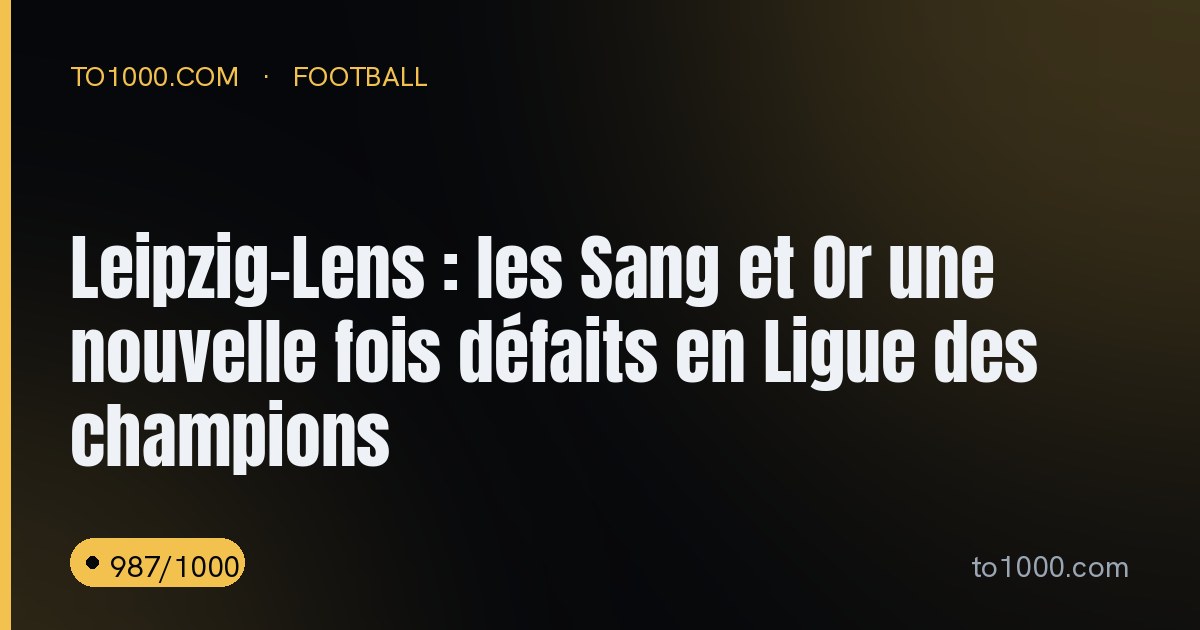 TO1000.COM · FOOTBALL
Leipzig-Lens : les Sang et Or une
nouvelle fois défaits en Ligue des
champions
987/1000
to1000.com